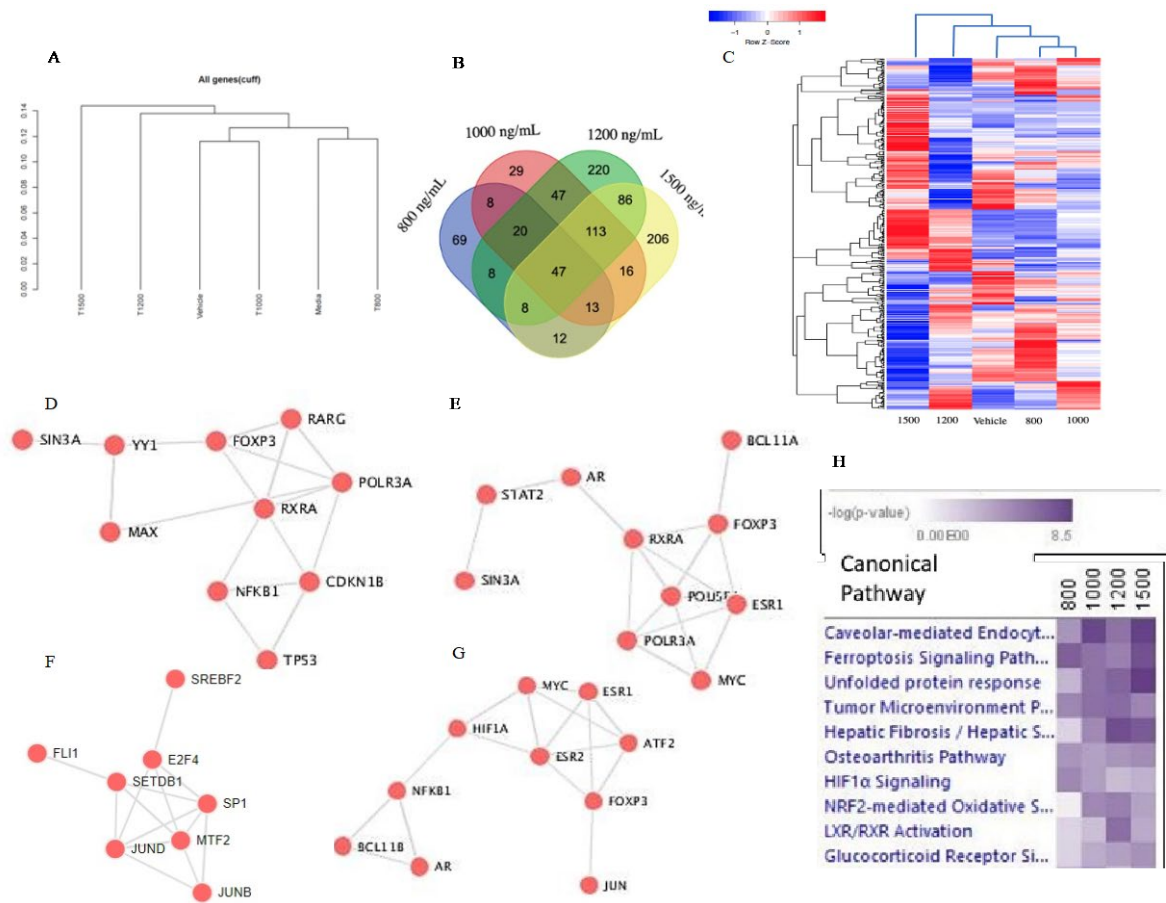 A
All genes(cuff)
0.14
0.12
0.10
0.08
0.06
0.04
0.02
0.00
T1500
T1200
Vehicle
T1000
Media
T800
B
1000 ng/mL
1200 ng/mL
800 ng/mL
1500 ng/
29
220
8
47
86
69
20
113
206
8
47
16
8
13
12
-1 0 1
Row Z-Score
C
1500 1200 Vehicle 800 1000
D
SIN3A
YY1
FOXP3
RARG
POLR3A
MAX
RXRA
NFKB1
CDKN1B
TP53
E
BCL11A
AR
STAT2
FOXP3
RXRA
SIN3A
ESR1
POLR3A
MYC
F
SREBF2
FLI1
E2F4
SETDB1
SP1
MTF2
JUND
JUNB
G
MYC
ESR1
HIF1A
ATF2
ESR2
NFKB1
FOXP3
BCL11B
AR
JUN
H
-log(p-value)
0.00E00 8.5
Canonical
Pathway
800 1000 1200 1500
Caveolar-mediated Endocyt...
Ferroptosis Signaling Path...
Unfolded protein response
Tumor Microenvironment P...
Hepatic Fibrosis / Hepatic S...
Osteoarthritis Pathway
HIF1α Signaling
NRF2-mediated Oxidative S...
LXR/RXR Activation
Glucocorticoid Receptor Si...